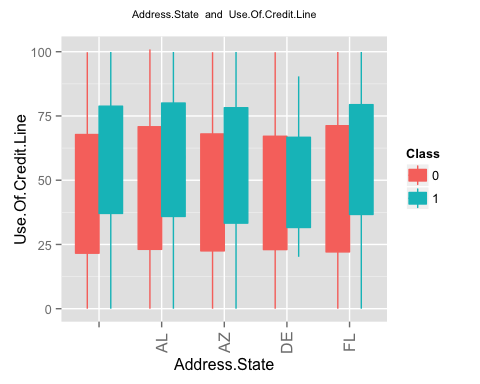 Address.State and Use.Of.Credit.Line
100
75
50
25
0
Use.Of.Credit.Line
AL
AZ
DE
FL
Address.State
Class
0
1